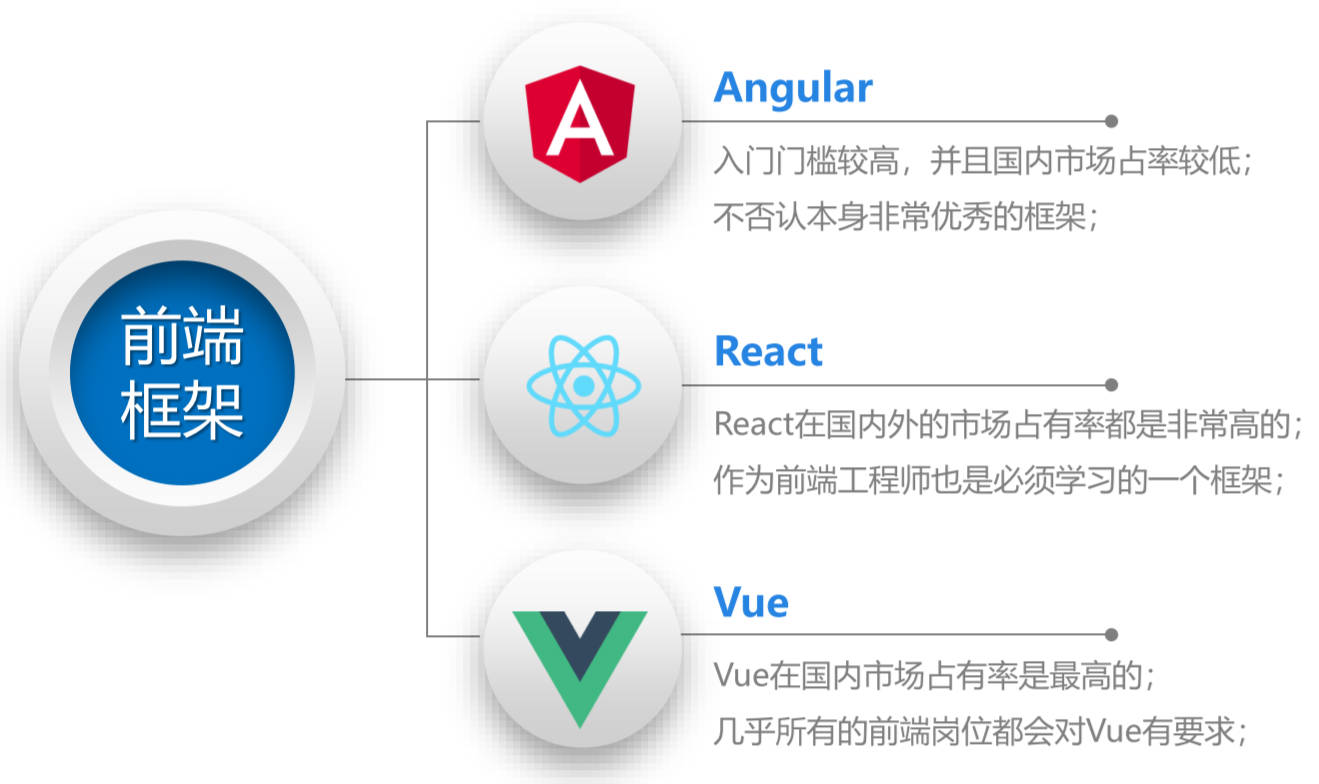 前端
框架
Angular
入门门槛较高，并且国内市场占率较低；
不否认本身非常优秀的框架；
React
React在国内外的市场占有率都是非常高的；
作为前端工程师也是必须学习的一个框架；
Vue
Vue在国内市场占有率是最高的；
几乎所有的前端岗位都会对Vue有要求；